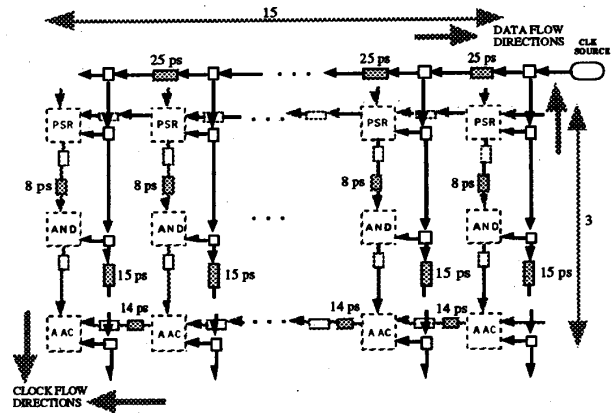 15
DATA FLOW
DIRECTIONS
CLK
SOURCE
25 ps 25 ps 25 ps
PSR PSR PSR PSR
8 ps 8 ps 8 ps 8 ps
3
AND AND AND AND
15 ps 15 ps 15 ps 15 ps
14 ps 14 ps 14 ps
AAC AAC AAC AAC
CLOCK FLOW
DIRECTIONS